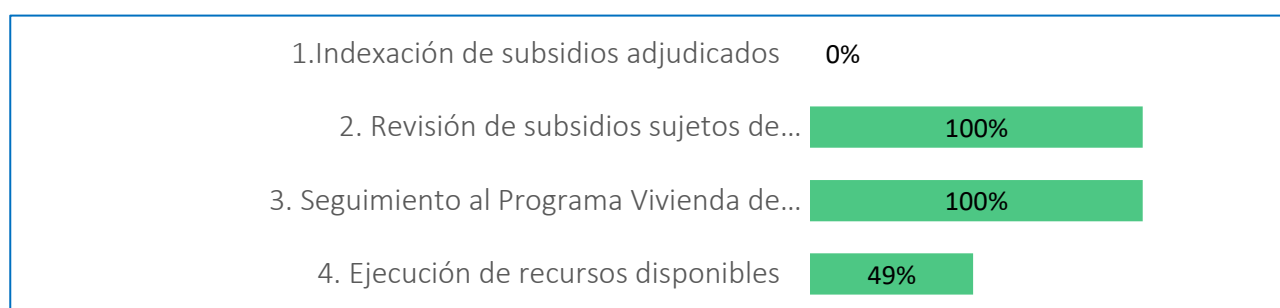 1.Indexación de subsidios adjudicados 0%
2. Revisión de subsidios sujetos de... 100%
3. Seguimiento al Programa Vivienda de... 100%
4. Ejecución de recursos disponibles 49%